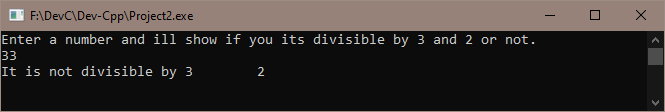 F:\DevC\Dev-Cpp\Project2.exe
Enter a number and ill show if you its divisible by 3 and 2 or not.
33
It is not divisible by 3 2